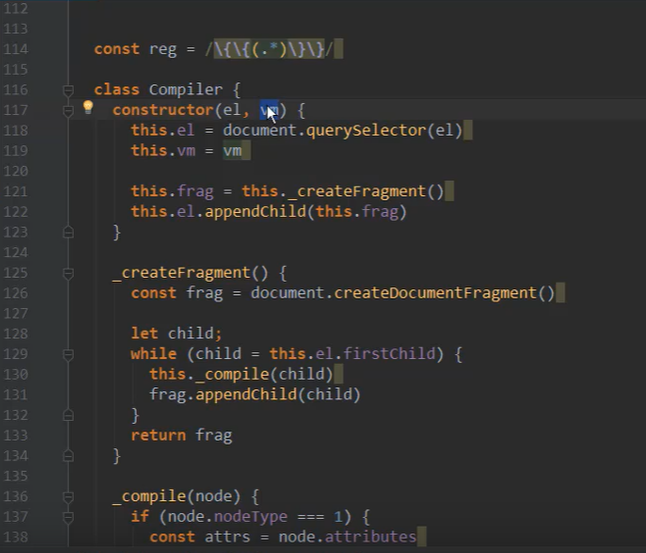 112
113
114 const reg = /\{\{(.*)\}\}/
115
116 class Compiler {
117 constructor(el, vm) {
118 this.el = document.querySelector(el)
119 this.vm = vm
120
121 this.frag = this._createFragment()
122 this.el.appendChild(this.frag)
123 }
124
125 _createFragment() {
126 const frag = document.createDocumentFragment()
127
128 let child;
129 while (child = this.el.firstChild) {
130 this._compile(child)
131 frag.appendChild(child)
132 }
133 return frag
134 }
135
136 _compile(node) {
137 if (node.nodeType === 1) {
138 const attrs = node.attributes